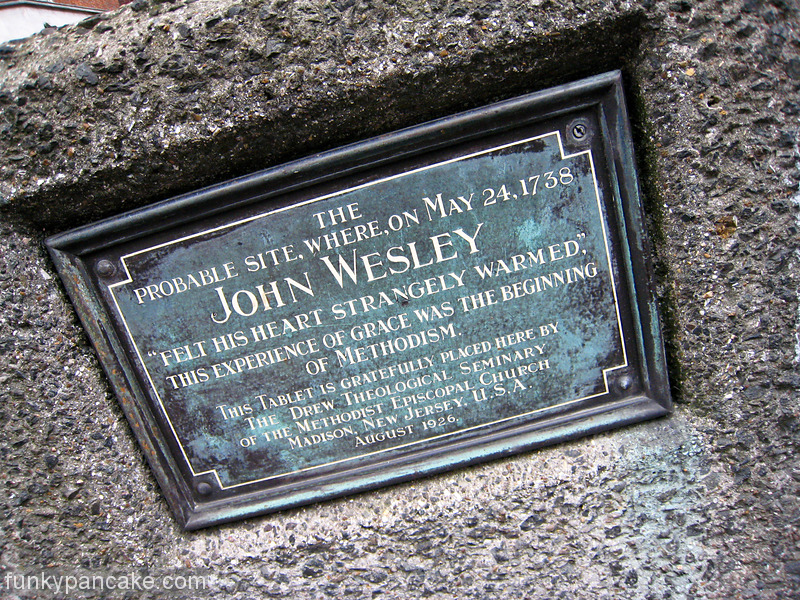 THE
PROBABLE SITE, WHERE, ON MAY 24, 1738
JOHN WESLEY
"FELT HIS HEART STRANGELY WARMED,"
THIS EXPERIENCE OF GRACE WAS THE BEGINNING
OF METHODISM.
THIS TABLET IS GRATEFULLY PLACED HERE BY
THE DREW THEOLOGICAL SEMINARY
OF THE METHODIST EPISCOPAL CHURCH
MADISON, NEW JERSEY, U.S.A.
AUGUST 1926.
funkypancake.com